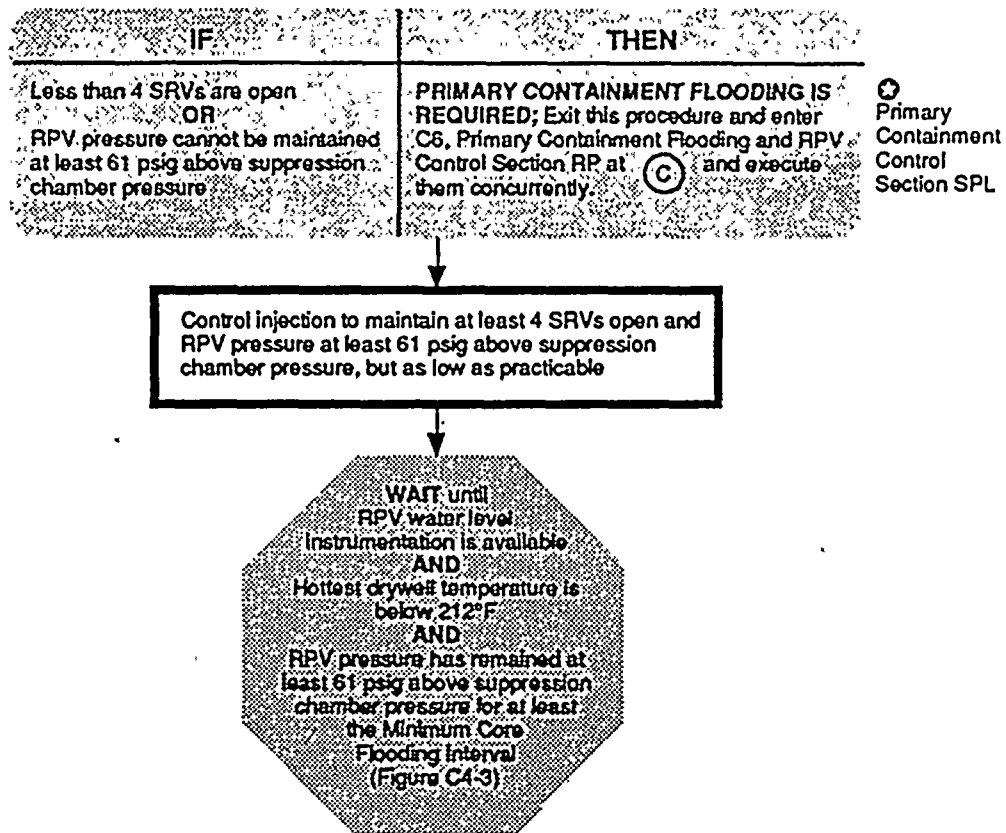 IF
THEN
Less than 4 SRVs are open
OR
RPV pressure cannot be maintained
at least 61 psig above suppression
chamber pressure
PRIMARY CONTAINMENT FLOODING IS
REQUIRED; Exit this procedure and enter
C6, Primary Containment Flooding and RPV
Control Section RP at C and execute
them concurrently.
Primary
Containment
Control
Section SPL
Control injection to maintain at least 4 SRVs open and
RPV pressure at least 61 psig above suppression
chamber pressure, but as low as practicable
WAIT until
RPV water level
instrumentation is available
AND
Hottest drywell temperature is
below 212°F
AND
RPV pressure has remained at
least 61 psig above suppression
chamber pressure for at least
the Minimum Core
Flooding Interval
(Figure C4-3)